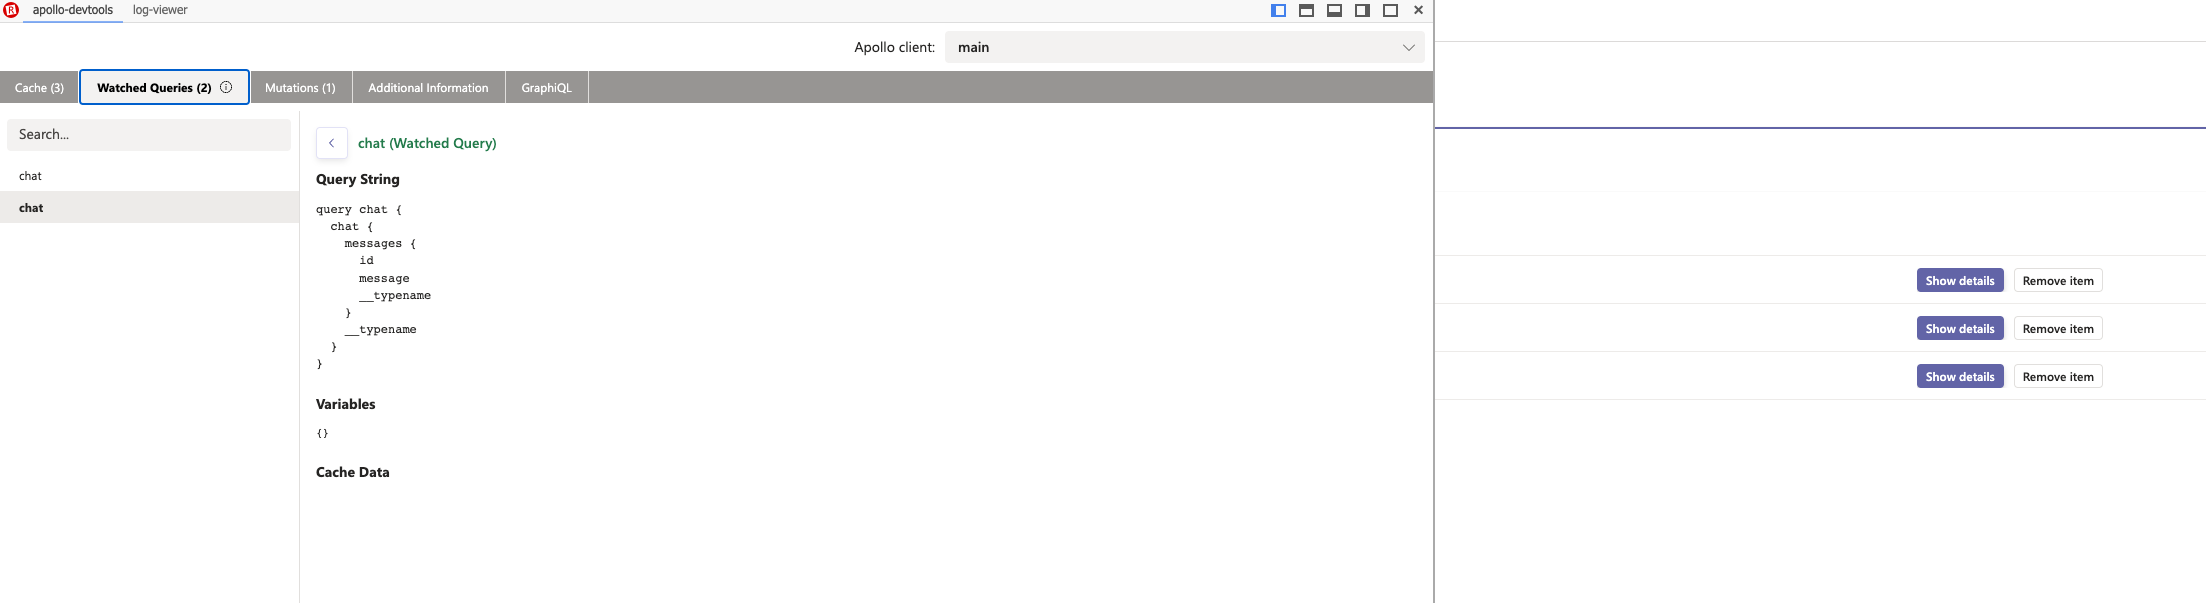 apollo-devtools log-viewer
Apollo client: main
Cache (3) Watched Queries (2) Mutations (1) Additional Information GraphiQL
Search...
chat
chat
chat (Watched Query)
Query String
query chat {
  chat {
    messages {
      id
      message
      __typename
    }
    __typename
  }
}
Variables
{}
Cache Data
Show details Remove item
Show details Remove item
Show details Remove item